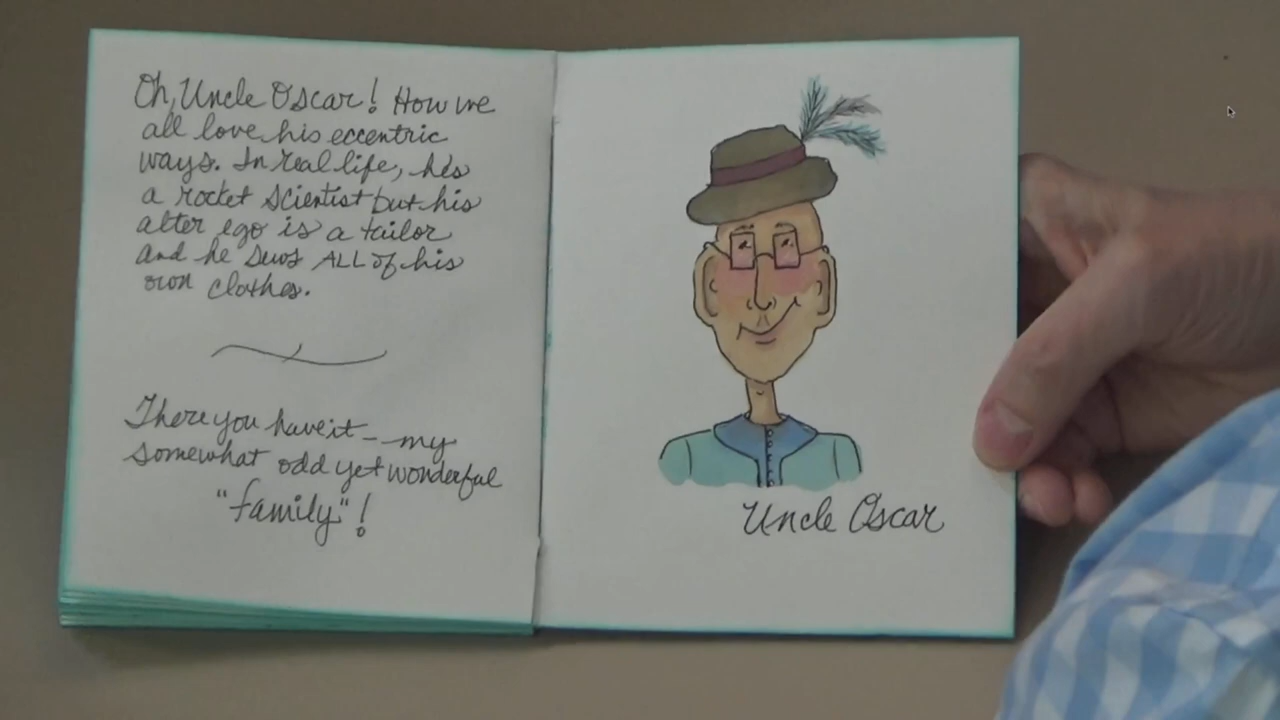 Oh, Uncle Oscar! How we
all love his eccentric
ways. In real life, he's
a rocket scientist but his
alter ego is a tailor
and he sews ALL of his
own clothes.
There you have it - my
somewhat odd yet wonderful
"family"!
Uncle Oscar